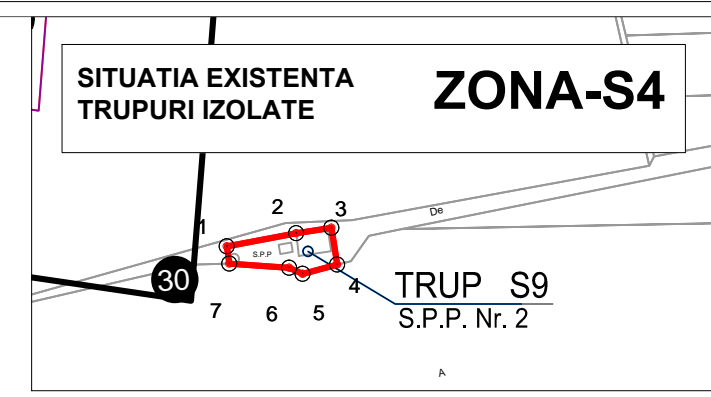 SITUATIA EXISTENTA
TRUPURI IZOLATE
ZONA-S4
De
1
2
3
S.P.P
30
4
TRUP S9
S.P.P. Nr. 2
7
6
5
A